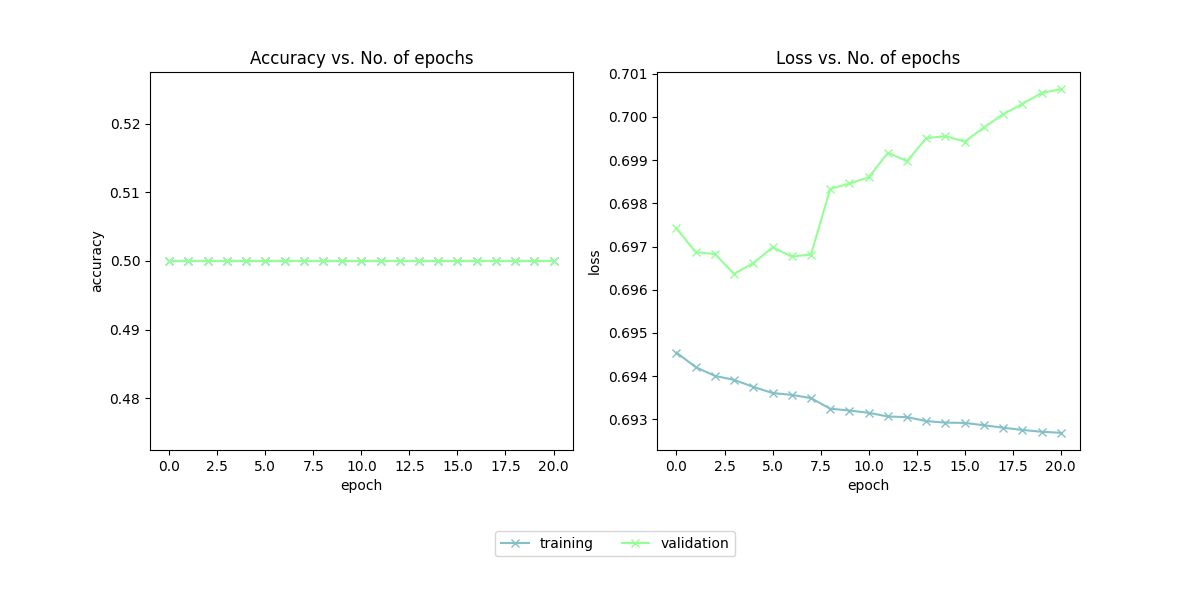 Accuracy vs. No. of epochs
0.52
0.51
0.50
0.49
0.48
accuracy
0.0 2.5 5.0 7.5 10.0 12.5 15.0 17.5 20.0
epoch
Loss vs. No. of epochs
0.701
0.700
0.699
0.698
0.697
0.696
0.695
0.694
0.693
loss
0.0 2.5 5.0 7.5 10.0 12.5 15.0 17.5 20.0
epoch
training validation